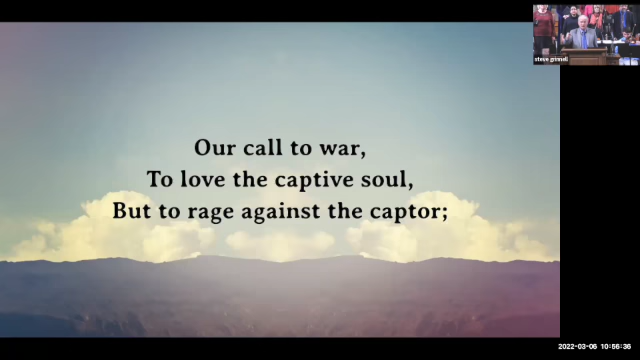 steve grinnell
Our call to war,
To love the captive soul,
But to rage against the captor;
2022-03-06 10:56:36